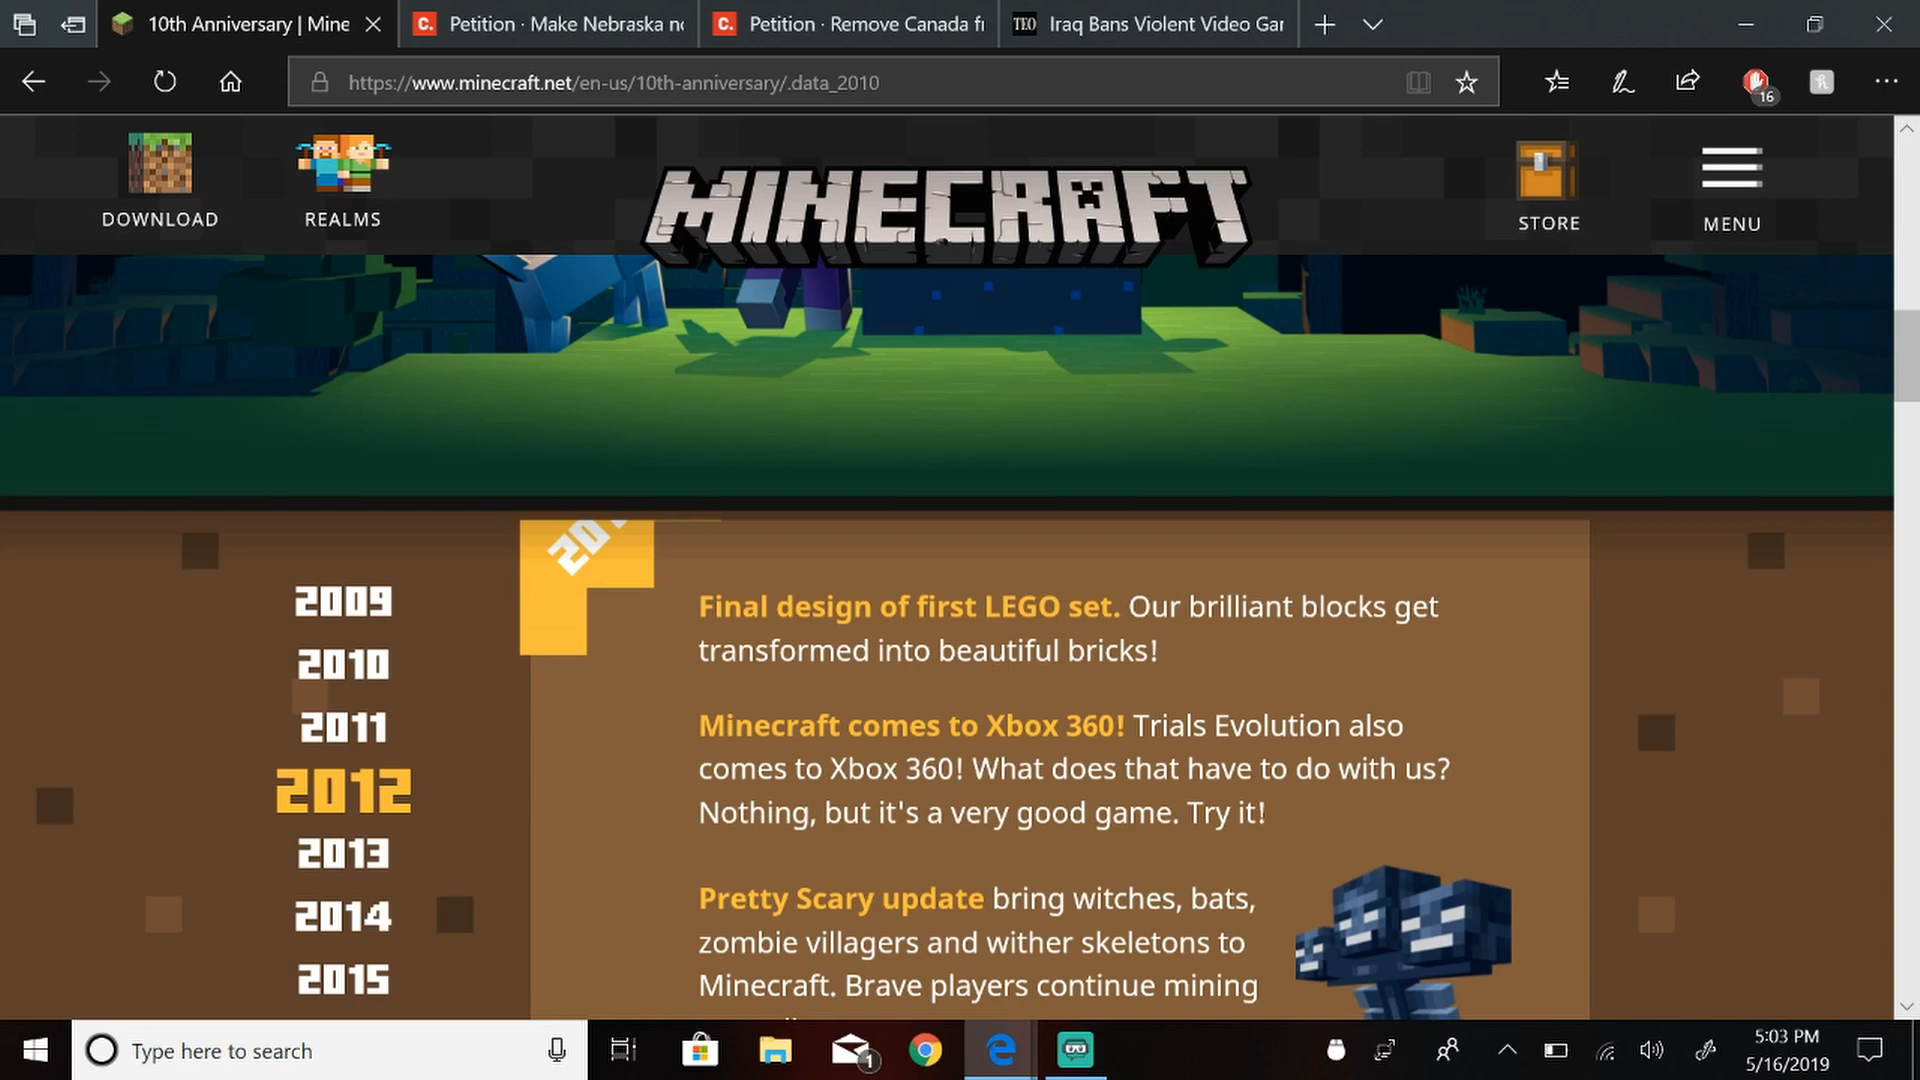 10th Anniversary | Mine
Petition · Make Nebraska no
Petition · Remove Canada fr
TEO
Iraq Bans Violent Video Gar
https://www.minecraft.net/en-us/10th-anniversary/.data_2010
16
DOWNLOAD
REALMS
MINECRAFT
STORE
MENU
2009
2010
2011
2012
2013
2014
2015
Final design of first LEGO set. Our brilliant blocks get
transformed into beautiful bricks!
Minecraft comes to Xbox 360! Trials Evolution also
comes to Xbox 360! What does that have to do with us?
Nothing, but it's a very good game. Try it!
Pretty Scary update bring witches, bats,
zombie villagers and wither skeletons to
Minecraft. Brave players continue mining
Type here to search
1
5:03 PM
5/16/2019